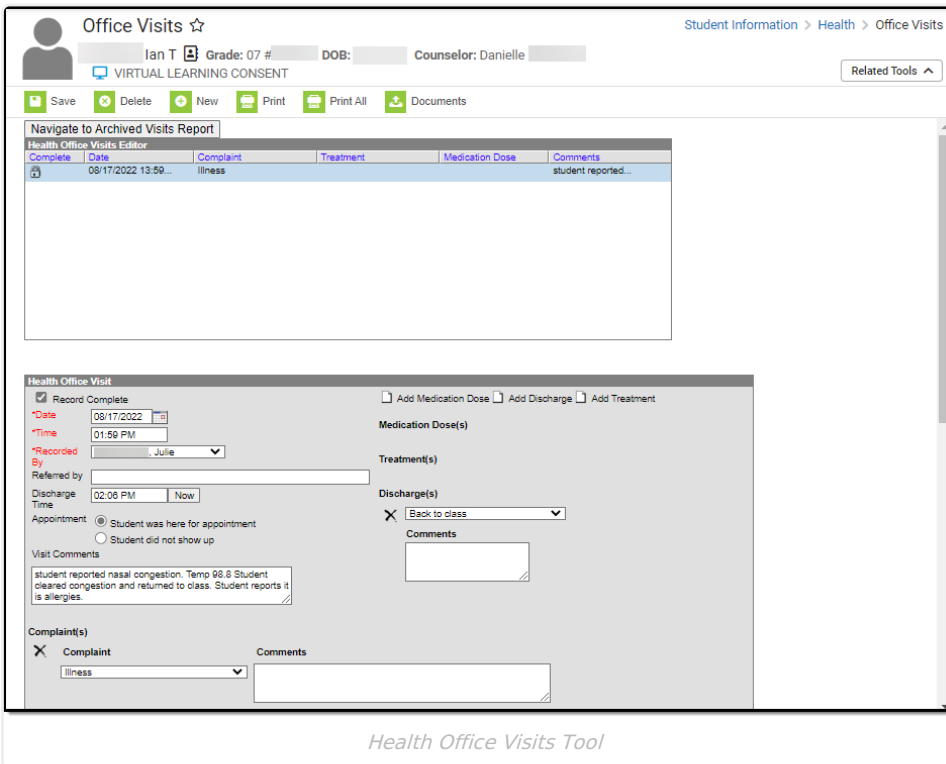 Office Visits
Student Information > Health > Office Visits
Ian T Grade: 07 # DOB: Counselor: Danielle
VIRTUAL LEARNING CONSENT
Related Tools
Save Delete New Print Print All Documents
Navigate to Archived Visits Report
Health Office Visits Editor
Complete Date Complaint Treatment Medication Dose Comments
08/17/2022 13:59... Illness student reported...
Health Office Visit
Record Complete
Add Medication Dose Add Discharge Add Treatment
*Date 08/17/2022
*Time 01:59 PM
*Recorded By , Julie
Referred by
Discharge Time 02:06 PM Now
Appointment Student was here for appointment
Student did not show up
Visit Comments
student reported nasal congestion. Temp 98.8 Student
cleared congestion and returned to class. Student reports it
is allergies.
Medication Dose(s)
Treatment(s)
Discharge(s)
Back to class
Comments
Complaint(s)
Complaint Comments
Illness
Health Office Visits Tool